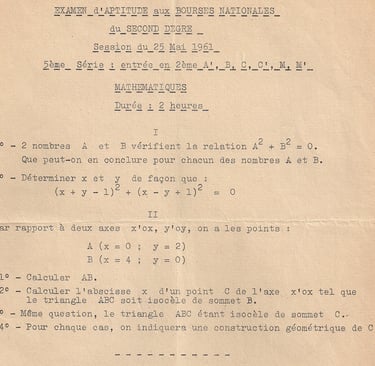 EXAMEN d'APTITUDE aux BOURSES NATIONALES
du SECOND DEGRE
Session du 25 Mai 1961
5ème Série : entrée en 2ème A', B, C, C', M, M'
MATHEMATIQUES
Durée : 2 heures
I
° - 2 nombres A et B vérifient la relation A² + B² = 0.
Que peut-on en conclure pour chacun des nombres A et B.
° - Déterminer x et y de façon que :
(x + y - 1)² + (x - y + 1)² = 0
II
ar rapport à deux axes x'ox, y'oy, on a les points :
A (x = 0 ; y = 2)
B (x = 4 ; y = 0)
1° - Calculer AB.
2° - Calculer l'abscisse x d'un point C de l'axe x'ox tel que
le triangle ABC soit isocèle de sommet B.
° - Même question, le triangle ABC étant isocèle de sommet C.
4° - Pour chaque cas, on indiquera une construction géométrique de C
- - - - - - - - - - -